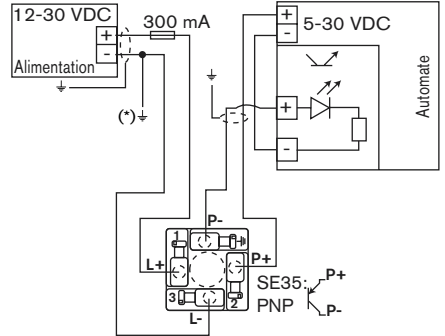 12-30 VDC
300 mA
+
-
Alimentation
(*)
+
-
5-30 VDC
+
-
Automate
P-
1
L+
P+
3
2
L-
SE35:
PNP
P+
P-